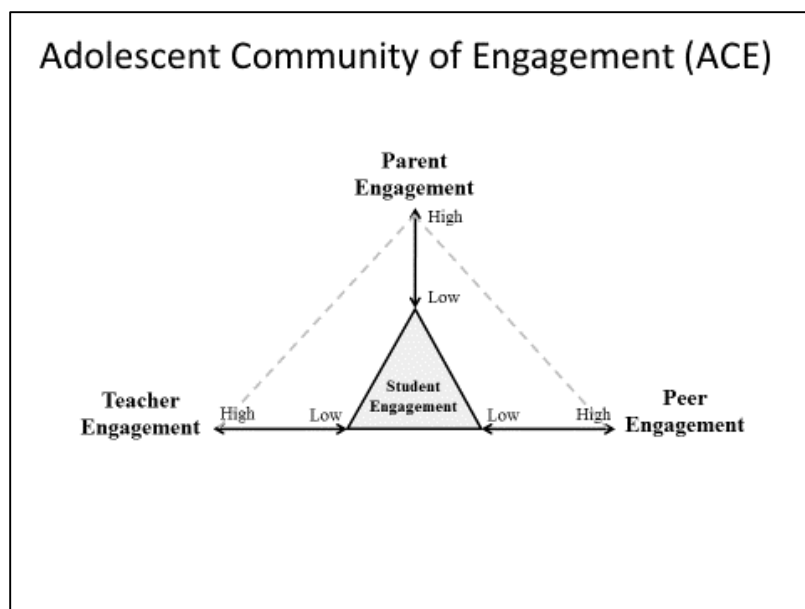 Adolescent Community of Engagement (ACE)
Parent
Engagement
High
Low
Student
Engagement
Teacher
Engagement
High
Low
Low
High
Peer
Engagement